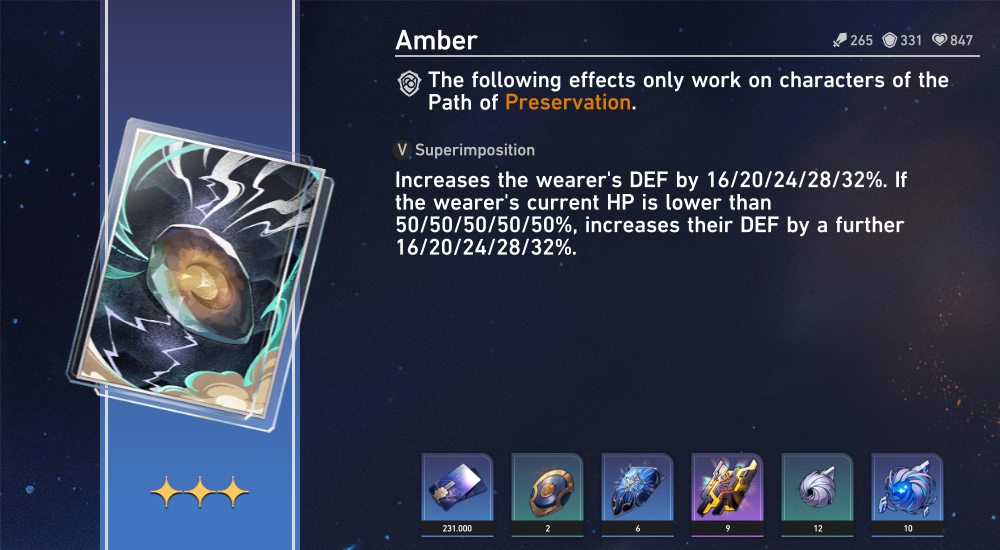 Amber
265 331 847
The following effects only work on characters of the
Path of Preservation.
V Superimposition
Increases the wearer's DEF by 16/20/24/28/32%. If
the wearer's current HP is lower than
50/50/50/50/50%, increases their DEF by a further
16/20/24/28/32%.
231.000 2 6 9 12 10